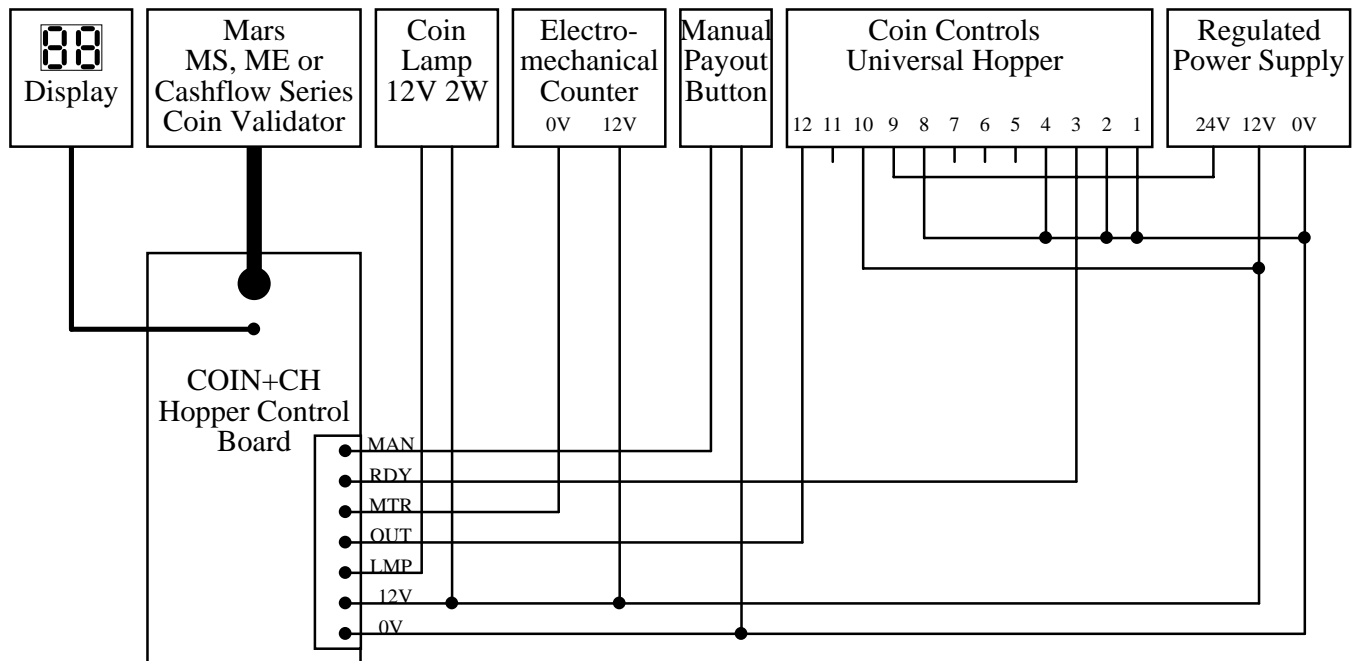 88
Display
Mars
MS, ME or
Cashflow Series
Coin Validator
Coin
Lamp
12V 2W
Electro-
mechanical
Counter
0V 12V
Manual
Payout
Button
Coin Controls
Universal Hopper
12 11 10 9 8 7 6 5 4 3 2 1
Regulated
Power Supply
24V 12V 0V
COIN+CH
Hopper Control
Board
MAN
RDY
MTR
OUT
LMP
12V
0V